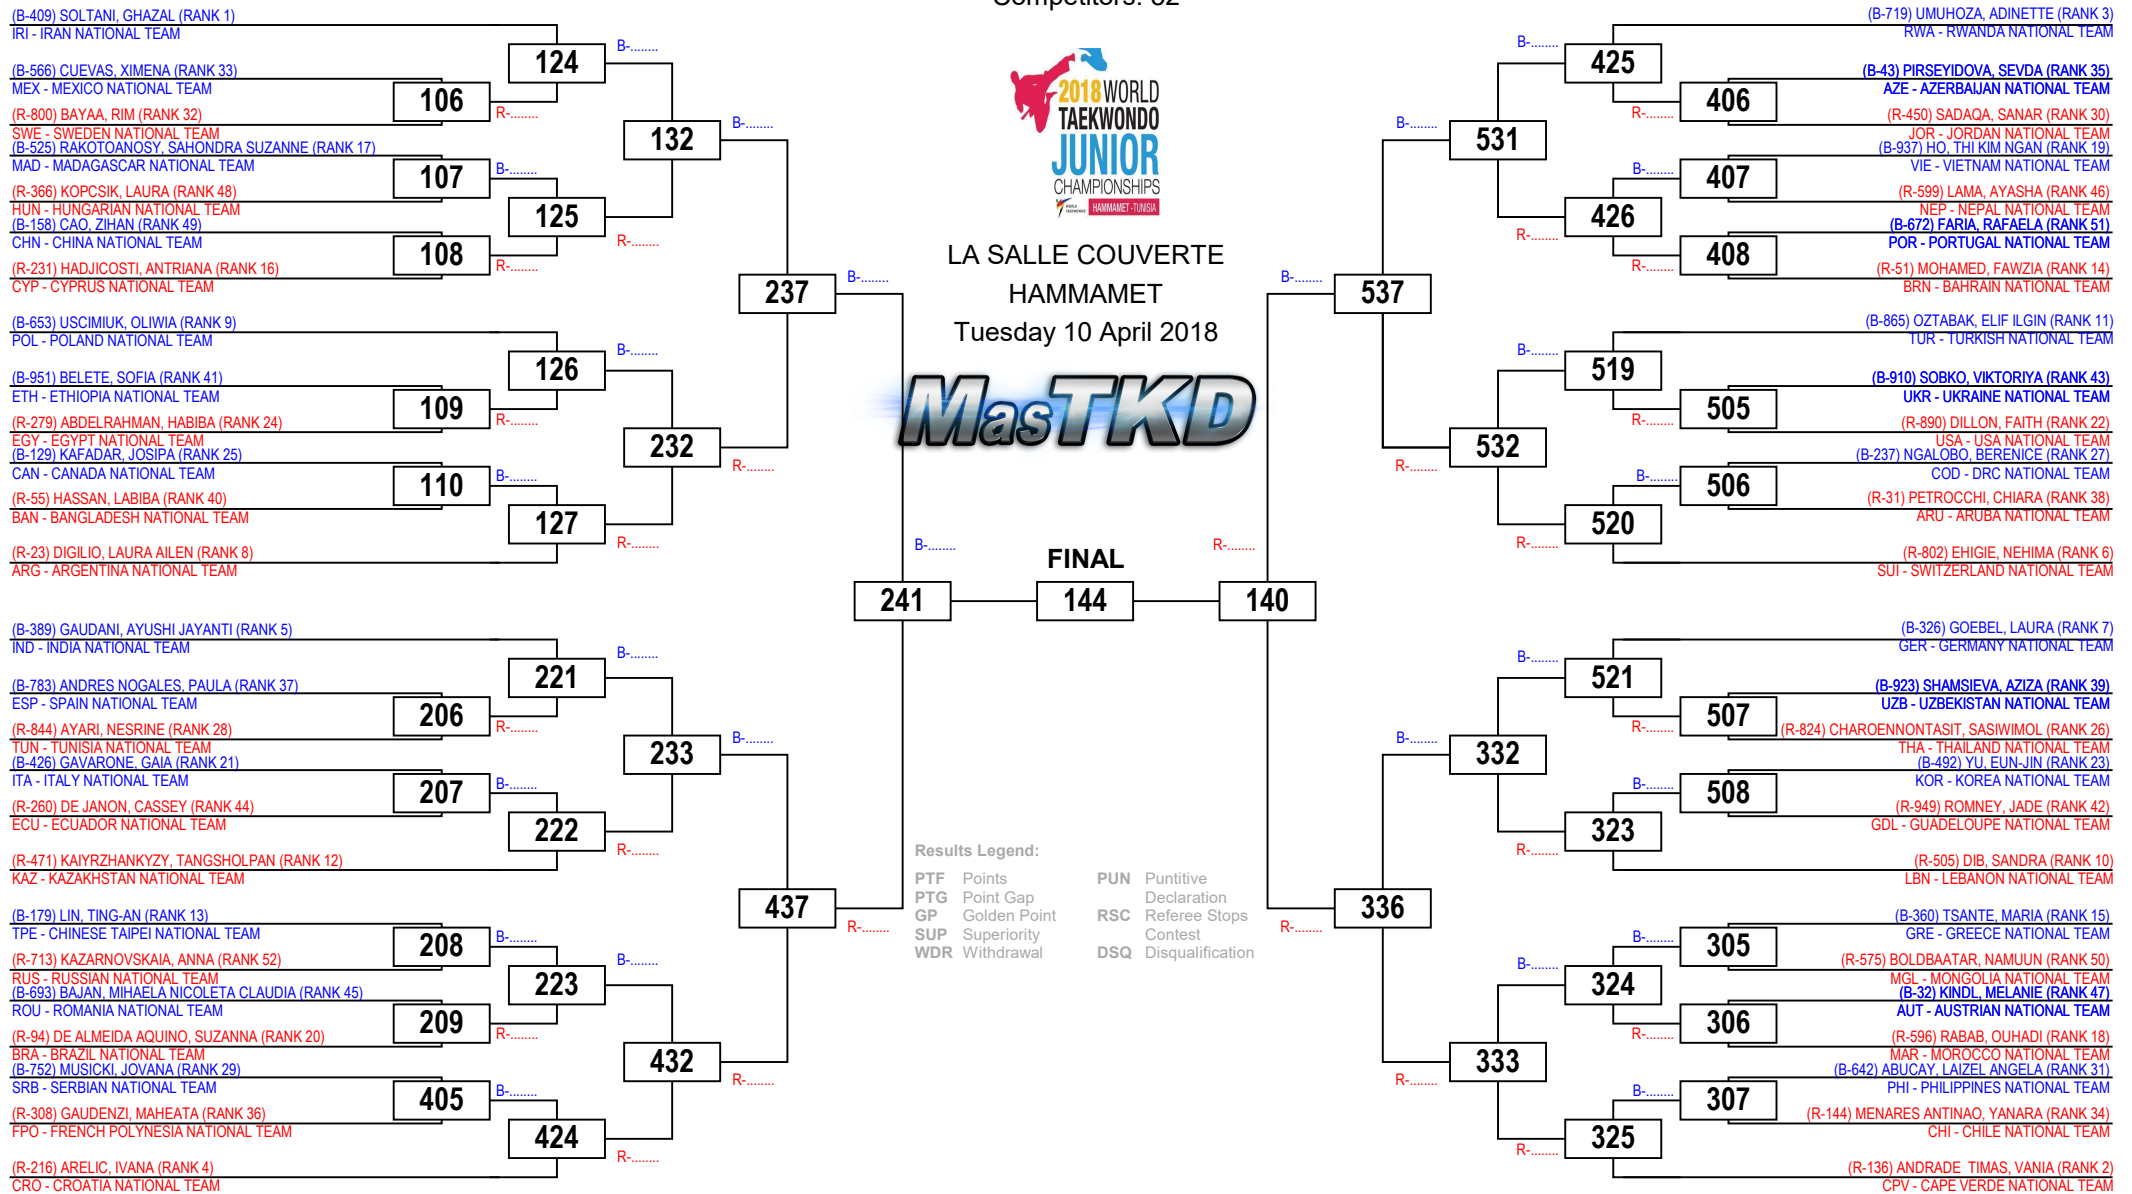 Competitors: 52
(B-409) SOLTANI, GHAZAL (RANK 1)
IRI - IRAN NATIONAL TEAM
124
B-........
(B-566) CUEVAS, XIMENA (RANK 33)
MEX - MEXICO NATIONAL TEAM
106
R-........
(R-800) BAYAA, RIM (RANK 32)
SWE - SWEDEN NATIONAL TEAM
132
B-........
(B-525) RAKOTOANOSY, SAHONDRA SUZANNE (RANK 17)
MAD - MADAGASCAR NATIONAL TEAM
107
B-........
(R-366) KOPCSIK, LAURA (RANK 48)
HUN - HUNGARIAN NATIONAL TEAM
125
R-........
(B-158) CAO, ZIHAN (RANK 49)
CHN - CHINA NATIONAL TEAM
108
R-........
(R-231) HADJICOSTI, ANTRIANA (RANK 16)
CYP - CYPRUS NATIONAL TEAM
237
B-........
(B-653) USCIMIUK, OLIWIA (RANK 9)
POL - POLAND NATIONAL TEAM
126
B-........
(B-951) BELETE, SOFIA (RANK 41)
ETH - ETHIOPIA NATIONAL TEAM
109
R-........
(R-279) ABDELRAHMAN, HABIBA (RANK 24)
EGY - EGYPT NATIONAL TEAM
232
R-........
(B-129) KAFADAR, JOSIPA (RANK 25)
CAN - CANADA NATIONAL TEAM
110
B-........
(R-55) HASSAN, LABIBA (RANK 40)
BAN - BANGLADESH NATIONAL TEAM
127
R-........
(R-23) DIGILIO, LAURA AILEN (RANK 8)
ARG - ARGENTINA NATIONAL TEAM
B-........
241
(B-389) GAUDANI, AYUSHI JAYANTI (RANK 5)
IND - INDIA NATIONAL TEAM
221
B-........
(B-783) ANDRES NOGALES, PAULA (RANK 37)
ESP - SPAIN NATIONAL TEAM
206
R-........
(R-844) AYARI, NESRINE (RANK 28)
TUN - TUNISIA NATIONAL TEAM
233
B-........
(B-426) GAVARONE, GAIA (RANK 21)
ITA - ITALY NATIONAL TEAM
207
B-........
(R-260) DE JANON, CASSEY (RANK 44)
ECU - ECUADOR NATIONAL TEAM
222
R-........
(R-471) KAIYRZHANKYZY, TANGSHOLPAN (RANK 12)
KAZ - KAZAKHSTAN NATIONAL TEAM
437
R-........
(B-179) LIN, TING-AN (RANK 13)
TPE - CHINESE TAIPEI NATIONAL TEAM
208
B-........
(R-713) KAZARNOVSKAIA, ANNA (RANK 52)
RUS - RUSSIAN NATIONAL TEAM
223
B-........
(B-693) BAJAN, MIHAELA NICOLETA CLAUDIA (RANK 45)
ROU - ROMANIA NATIONAL TEAM
209
R-........
(R-94) DE ALMEIDA AQUINO, SUZANNA (RANK 20)
BRA - BRAZIL NATIONAL TEAM
432
R-........
(B-752) MUSICKI, JOVANA (RANK 29)
SRB - SERBIAN NATIONAL TEAM
405
B-........
(R-308) GAUDENZI, MAHEATA (RANK 36)
FPO - FRENCH POLYNESIA NATIONAL TEAM
424
R-........
(R-216) ARELIC, IVANA (RANK 4)
CRO - CROATIA NATIONAL TEAM
2018 WORLD
TAEKWONDO
JUNIOR
CHAMPIONSHIPS
HAMMAMET - TUNISIA
LA SALLE COUVERTE
HAMMAMET
Tuesday 10 April 2018
MasTKD
FINAL
144
Results Legend:
PTF Points
PTG Point Gap
GP Golden Point
SUP Superiority
WDR Withdrawal
PUN Puntitive
Declaration
RSC Referee Stops
Contest
DSQ Disqualification
(B-719) UMUHOZA, ADINETTE (RANK 3)
RWA - RWANDA NATIONAL TEAM
B-........
425
(B-43) PIRSEYIDOVA, SEVDA (RANK 35)
AZE - AZERBAIJAN NATIONAL TEAM
R-........
406
(R-450) SADAQA, SANAR (RANK 30)
JOR - JORDAN NATIONAL TEAM
B-........
531
(B-937) HO, THI KIM NGAN (RANK 19)
VIE - VIETNAM NATIONAL TEAM
B-........
407
(R-599) LAMA, AYASHA (RANK 46)
NEP - NEPAL NATIONAL TEAM
R-........
426
(B-672) FARIA, RAFAELA (RANK 51)
POR - PORTUGAL NATIONAL TEAM
R-........
408
(R-51) MOHAMED, FAWZIA (RANK 14)
BRN - BAHRAIN NATIONAL TEAM
B-........
537
(B-865) OZTABAK, ELIF ILGIN (RANK 11)
TUR - TURKISH NATIONAL TEAM
B-........
519
(B-910) SOBKO, VIKTORIYA (RANK 43)
UKR - UKRAINE NATIONAL TEAM
R-........
505
(R-890) DILLON, FAITH (RANK 22)
USA - USA NATIONAL TEAM
R-........
532
(B-237) NGALOBO, BERENICE (RANK 27)
COD - DRC NATIONAL TEAM
B-........
506
(R-31) PETROCCHI, CHIARA (RANK 38)
ARU - ARUBA NATIONAL TEAM
R-........
520
(R-802) EHIGIE, NEHIMA (RANK 6)
SUI - SWITZERLAND NATIONAL TEAM
R-........
140
(B-326) GOEBEL, LAURA (RANK 7)
GER - GERMANY NATIONAL TEAM
B-........
521
(B-923) SHAMSIEVA, AZIZA (RANK 39)
UZB - UZBEKISTAN NATIONAL TEAM
R-........
507
(R-824) CHAROENNONTASIT, SASIWIMOL (RANK 26)
THA - THAILAND NATIONAL TEAM
B-........
332
(B-492) YU, EUN-JIN (RANK 23)
KOR - KOREA NATIONAL TEAM
B-........
508
(R-949) ROMNEY, JADE (RANK 42)
GDL - GUADELOUPE NATIONAL TEAM
R-........
323
(R-505) DIB, SANDRA (RANK 10)
LBN - LEBANON NATIONAL TEAM
R-........
336
(B-360) TSANTE, MARIA (RANK 15)
GRE - GREECE NATIONAL TEAM
B-........
305
(R-575) BOLDBAATAR, NAMUUN (RANK 50)
MGL - MONGOLIA NATIONAL TEAM
B-........
324
(B-32) KINDL, MELANIE (RANK 47)
AUT - AUSTRIAN NATIONAL TEAM
R-........
306
(R-596) RABAB, OUHADI (RANK 18)
MAR - MOROCCO NATIONAL TEAM
R-........
333
(B-642) ABUCAY, LAIZEL ANGELA (RANK 31)
PHI - PHILIPPINES NATIONAL TEAM
B-........
307
(R-144) MENARES ANTINAO, YANARA (RANK 34)
CHI - CHILE NATIONAL TEAM
R-........
325
(R-136) ANDRADE TIMAS, VANIA (RANK 2)
CPV - CAPE VERDE NATIONAL TEAM